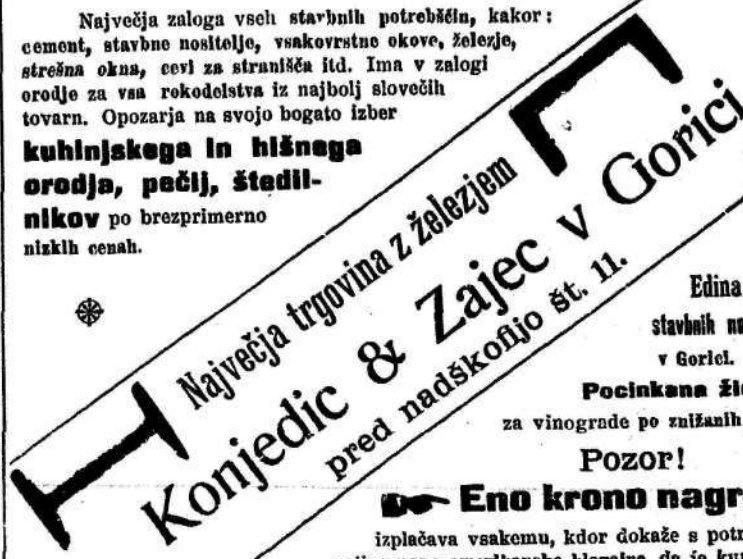 Največja zaloga vseh stavbnih potrebščin, kakor:
cement, stavbne nositelje, vsakovrstne okove, železje,
strešna okna, cevi za stranišča itd. Ima v zalogi
orodje za vsa rokodelstva iz najbolj slovečih
tovarn. Opozarja na svojo bogato izber
kuhinjskega in hišnega
orodja, pečij, štedil-
nikov po brezprimerno
nizkih cenah.
Največja trgovina z železjem
Konjedic & Zajec v Gorici,
pred nadškofijo št. 11.
Edina
stavbnih
v Gorici.
Pocinkana
za vinograde po znižanih
Pozor!
Eno krono
izplačava vsakemu, kdor dokaže s